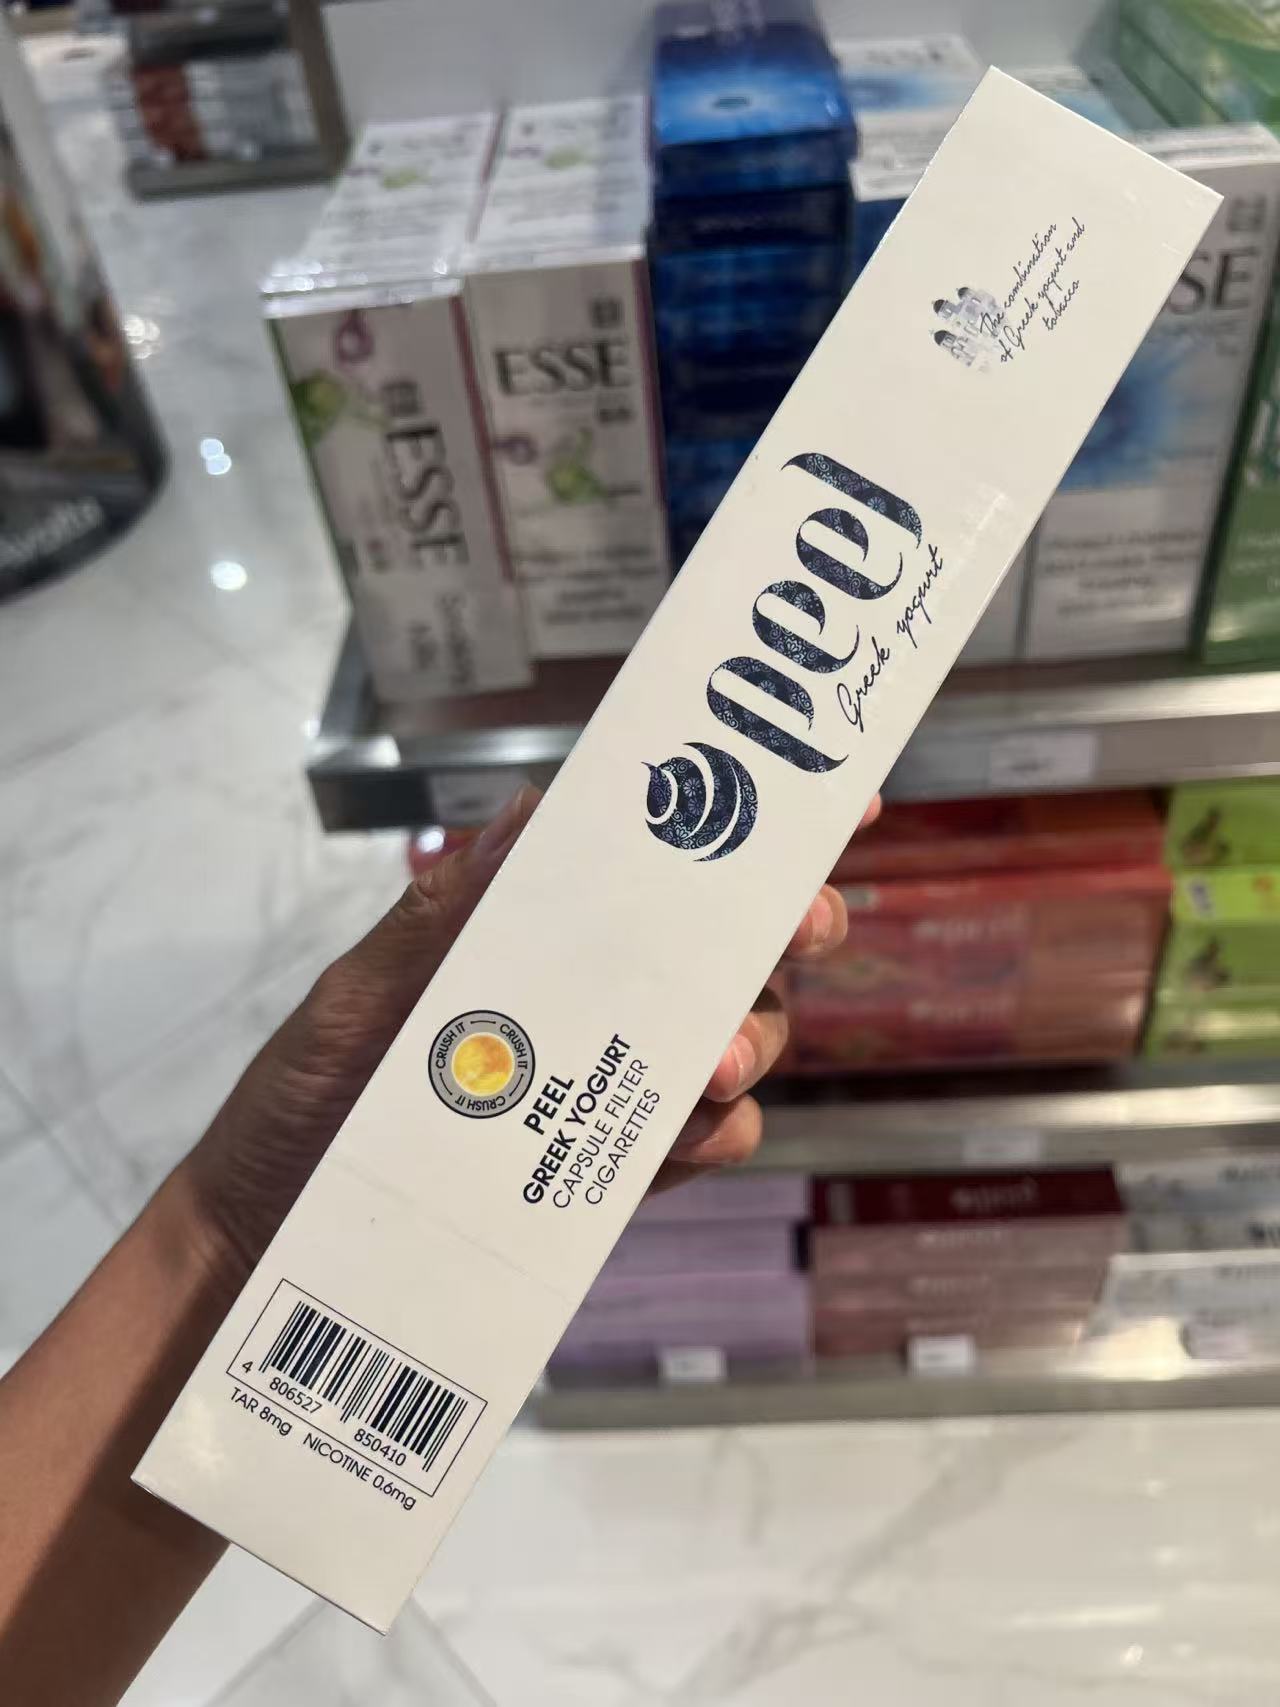 The combination
of Greek yogurt and
tobacco
peel
Greek yogurt
CRUSH IT CRUSH IT CRUSH IT
PEEL
GREEK YOGURT
CAPSULE FILTER
CIGARETTES
4 806527 850410
TAR 8mg NICOTINE 0.6mg
ESSE
ESSE
ESSE
SE